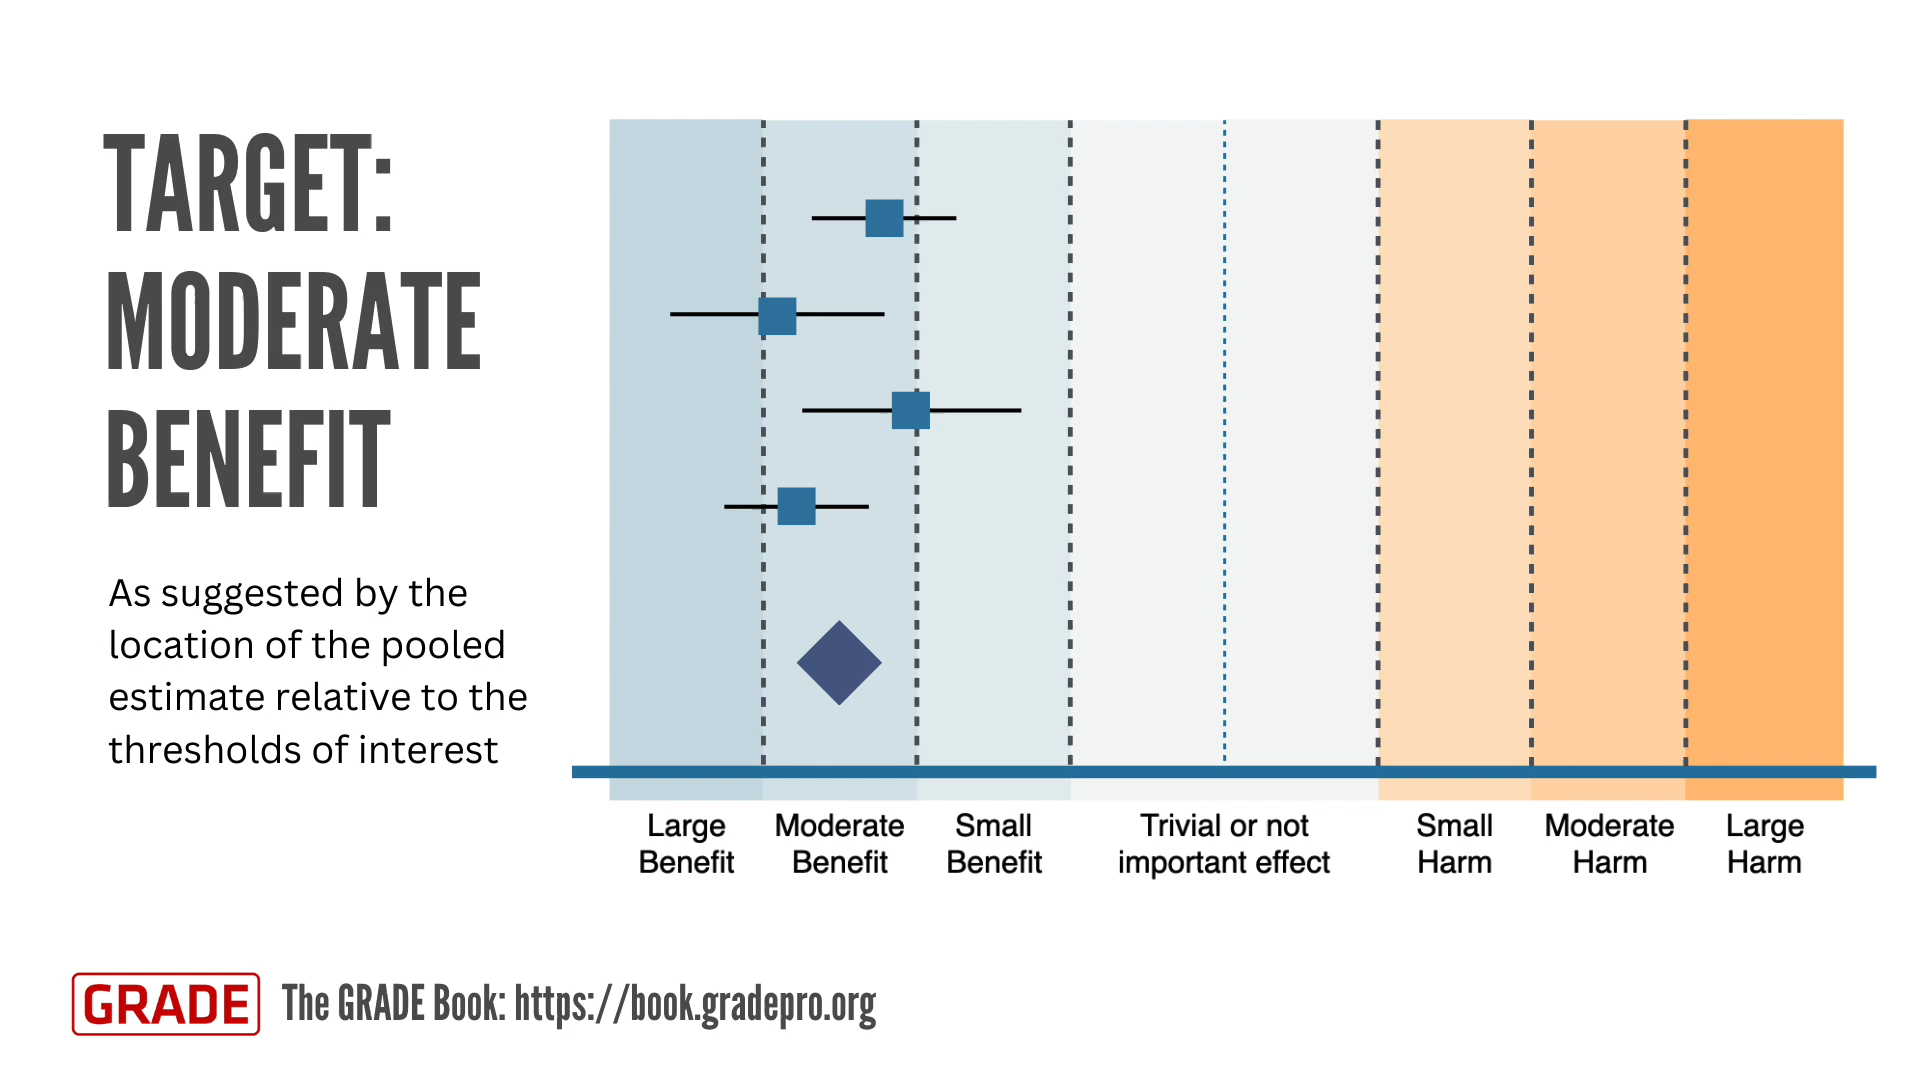 TARGET:
MODERATE
BENEFIT
As suggested by the
location of the pooled
estimate relative to the
thresholds of interest
Large
Benefit
Moderate
Benefit
Small
Benefit
Trivial or not
important effect
Small
Harm
Moderate
Harm
Large
Harm
GRADE
The GRADE Book: https://book.gradepro.org